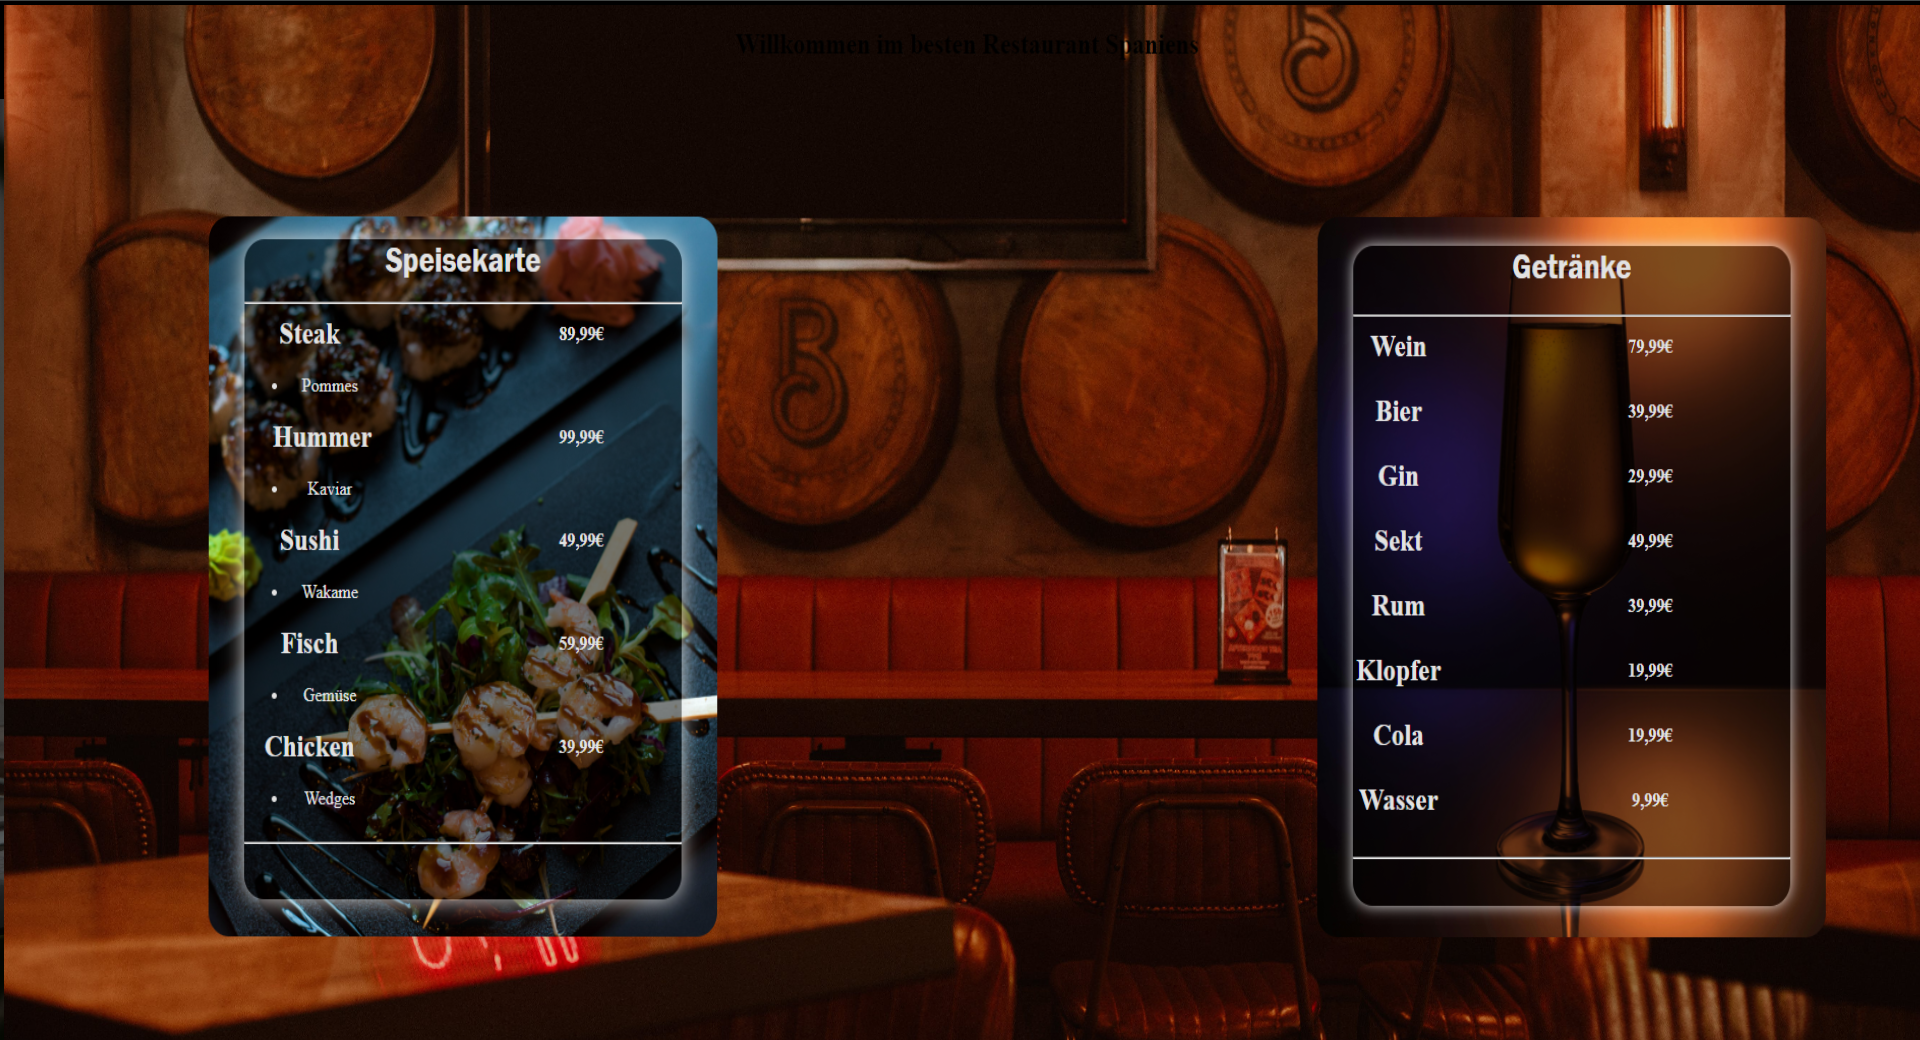 Willkommen im besten Restaurant Spaniens
Speisekarte
Steak 89,99€
• Pommes
Hummer 99,99€
• Kaviar
Sushi 49,99€
• Wakame
Fisch 59,99€
• Gemüse
Chicken 39,99€
• Wedges
Getränke
Wein 79,99€
Bier 39,99€
Gin 29,99€
Sekt 49,99€
Rum 39,99€
Klopfer 19,99€
Cola 19,99€
Wasser 9,99€